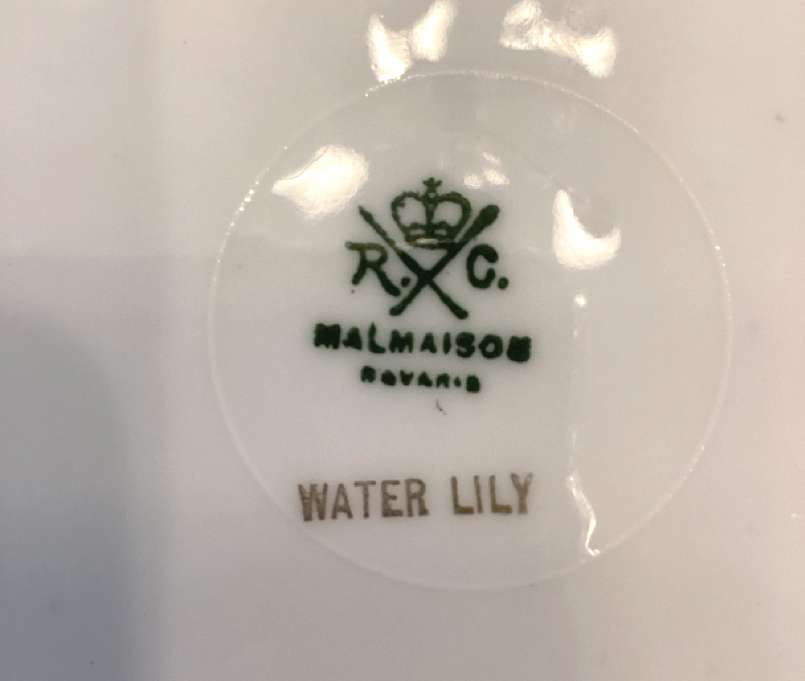 R. C.
MALMAISON
BAVARIA
WATER LILY